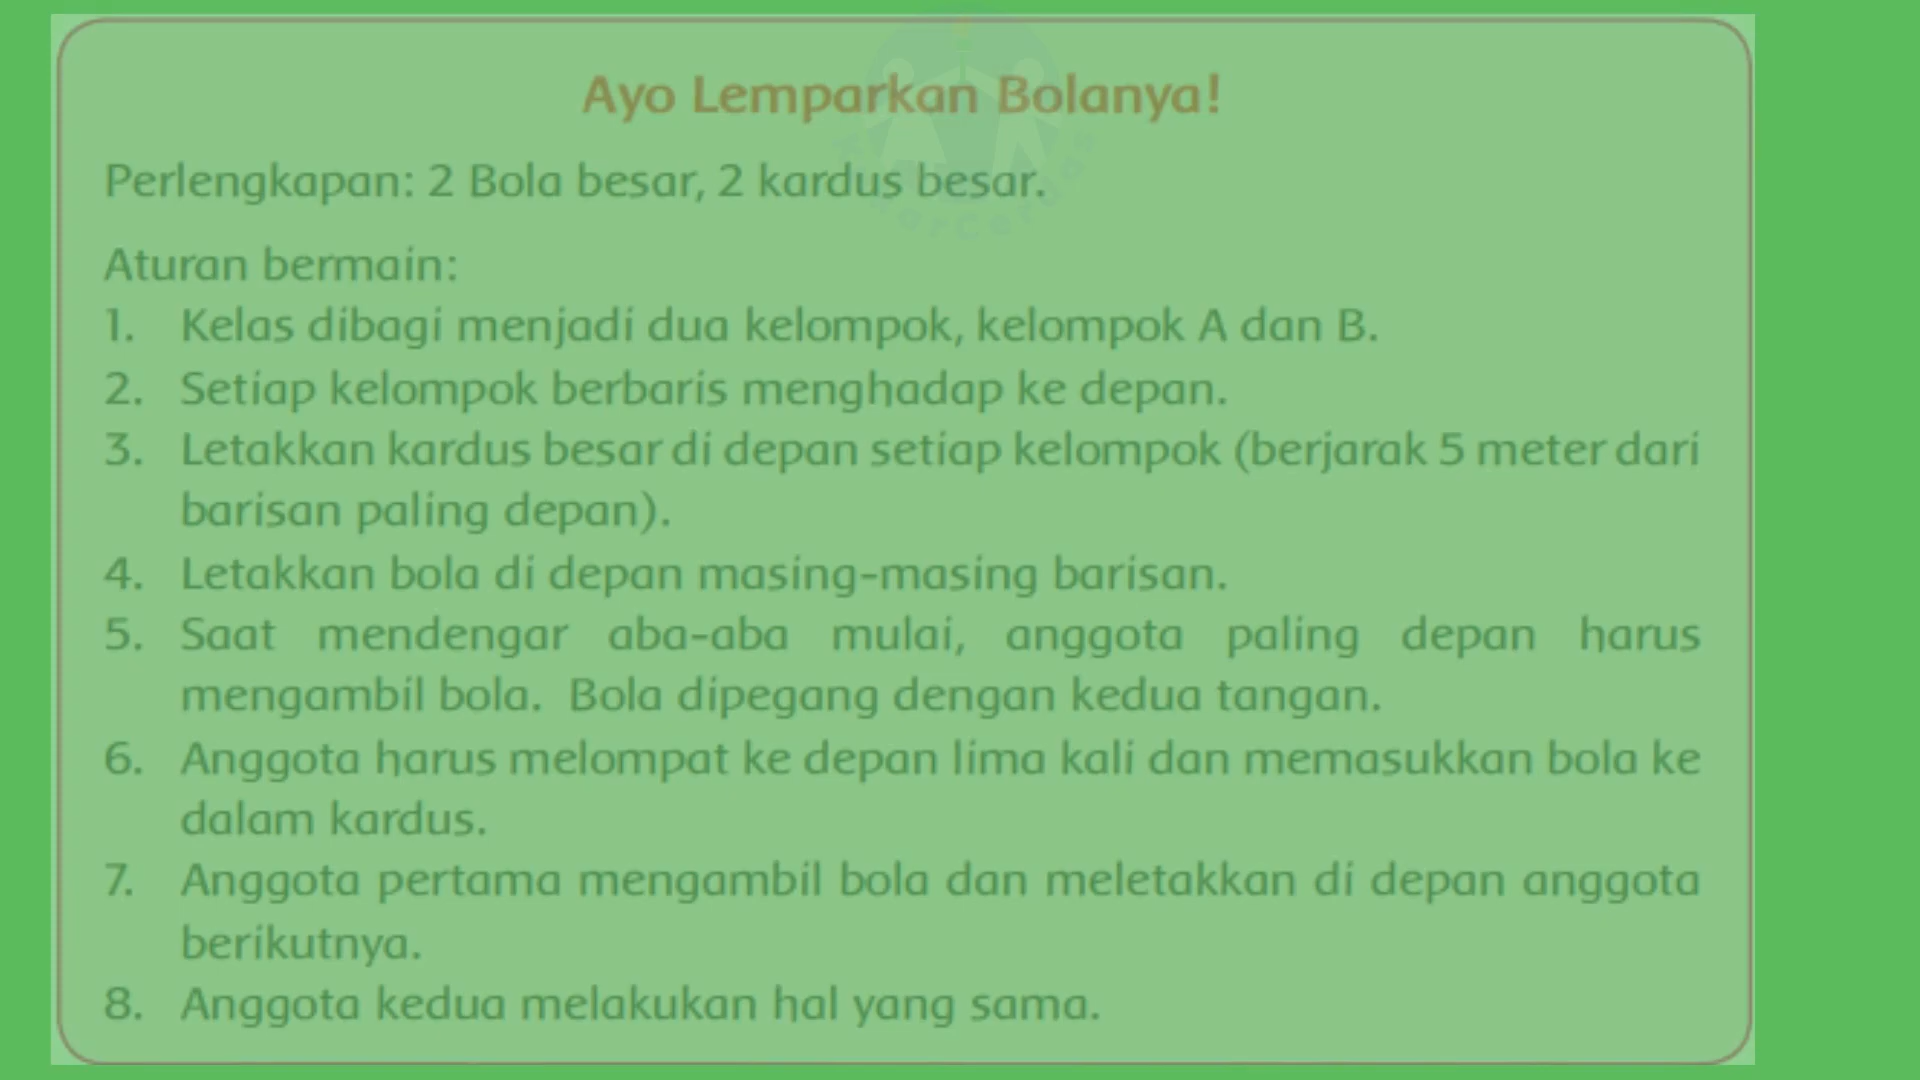 Ayo Lemparkan Bolanya!
Perlengkapan: 2 Bola besar, 2 kardus besar.
Aturan bermain:
1. Kelas dibagi menjadi dua kelompok, kelompok A dan B.
2. Setiap kelompok berbaris menghadap ke depan.
3. Letakkan kardus besar di depan setiap kelompok (berjarak 5 meter dari
barisan paling depan).
4. Letakkan bola di depan masing-masing barisan.
5. Saat mendengar aba-aba mulai, anggota paling depan harus
mengambil bola. Bola dipegang dengan kedua tangan.
6. Anggota harus melompat ke depan lima kali dan memasukkan bola ke
dalam kardus.
7. Anggota pertama mengambil bola dan meletakkan di depan anggota
berikutnya.
8. Anggota kedua melakukan hal yang sama.